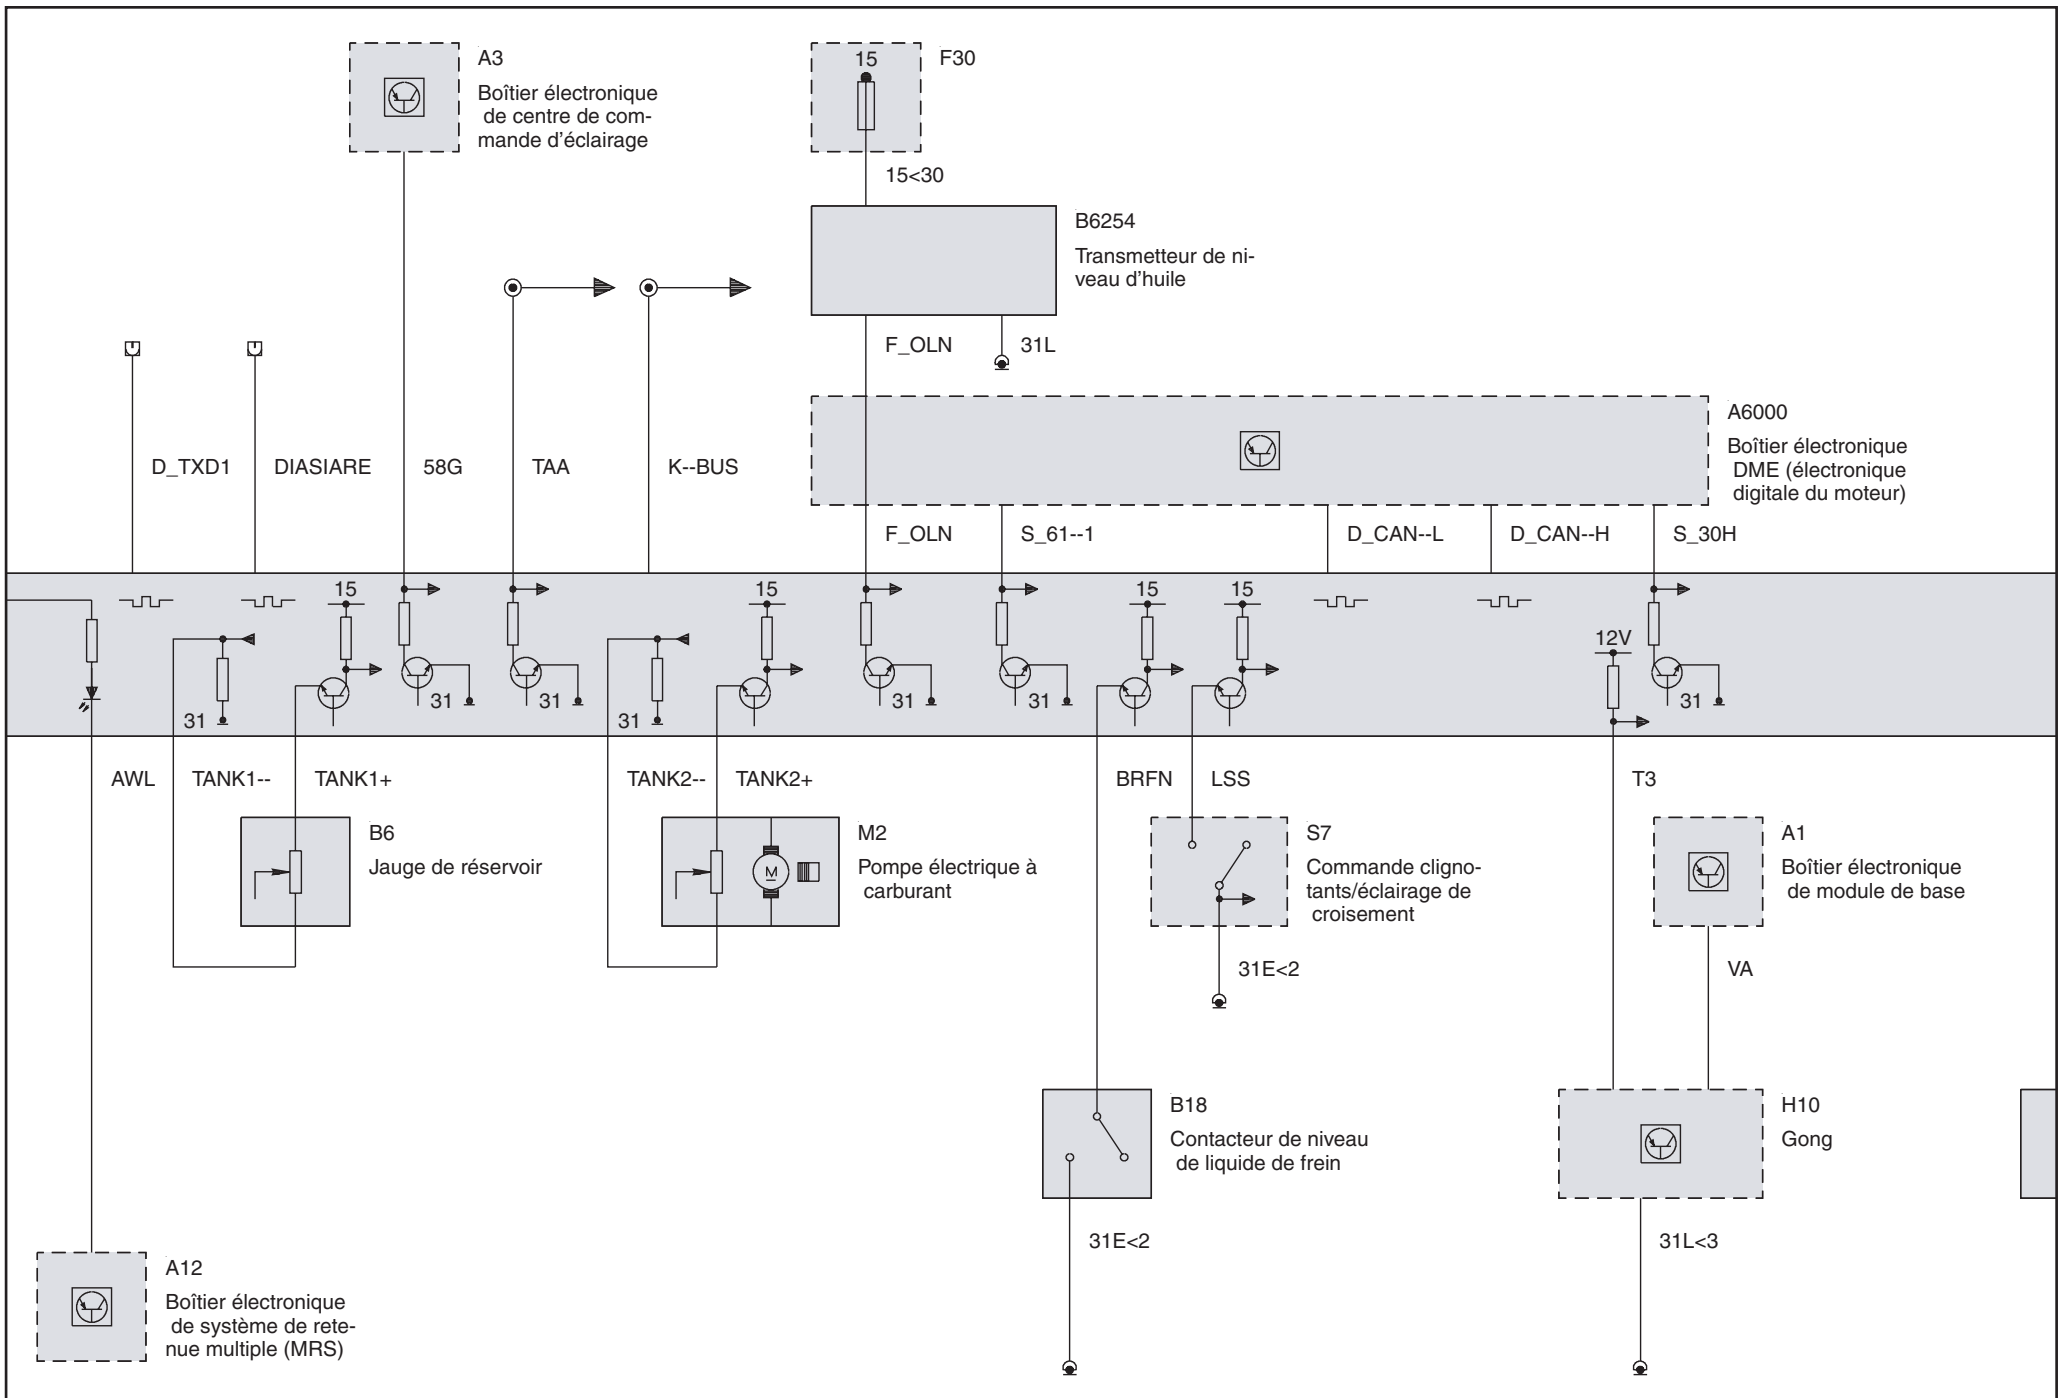 A3
Boîtier électronique
de centre de com-
mande d'éclairage
15
F30
15<30
B6254
Transmetteur de ni-
veau d'huile
F_OLN
31L
A6000
Boîtier électronique
DME (électronique
digitale du moteur)
D_TXD1
DIASIARE
58G
TAA
K--BUS
F_OLN
S_61--1
D_CAN--L
D_CAN--H
S_30H
15
15
15
15
12V
31
31
31
31
31
31
31
AWL
TANK1--
TANK1+
TANK2--
TANK2+
BRFN
LSS
T3
B6
Jauge de réservoir
M
M2
Pompe électrique à
carburant
S7
Commande cligno-
tants/éclairage de
croisement
A1
Boîtier électronique
de module de base
31E<2
VA
B18
Contacteur de niveau
de liquide de frein
H10
Gong
31E<2
31L<3
A12
Boîtier électronique
de système de rete-
nue multiple (MRS)